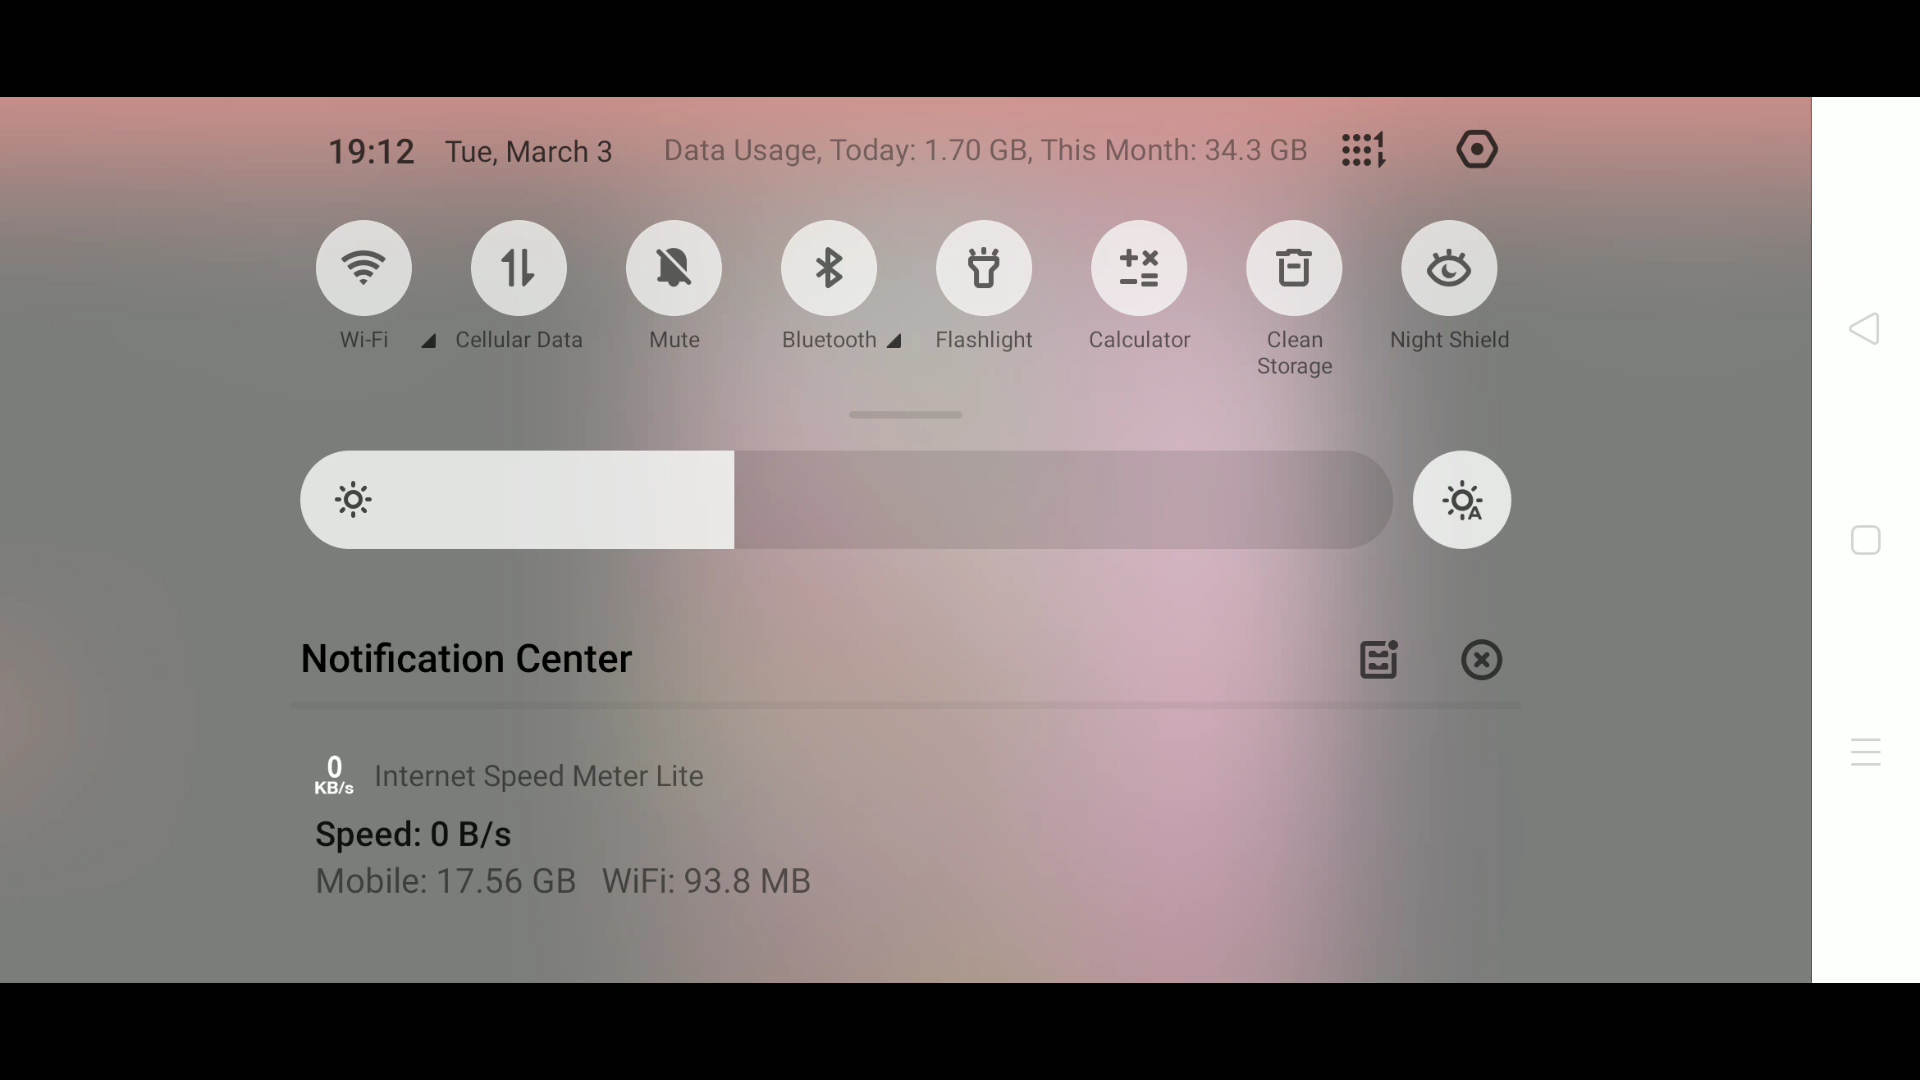 19:12 Tue, March 3 Data Usage, Today: 1.70 GB, This Month: 34.3 GB
Wi-Fi Cellular Data Mute Bluetooth Flashlight Calculator Clean Storage Night Shield
Notification Center
0 KB/s Internet Speed Meter Lite
Speed: 0 B/s
Mobile: 17.56 GB WiFi: 93.8 MB